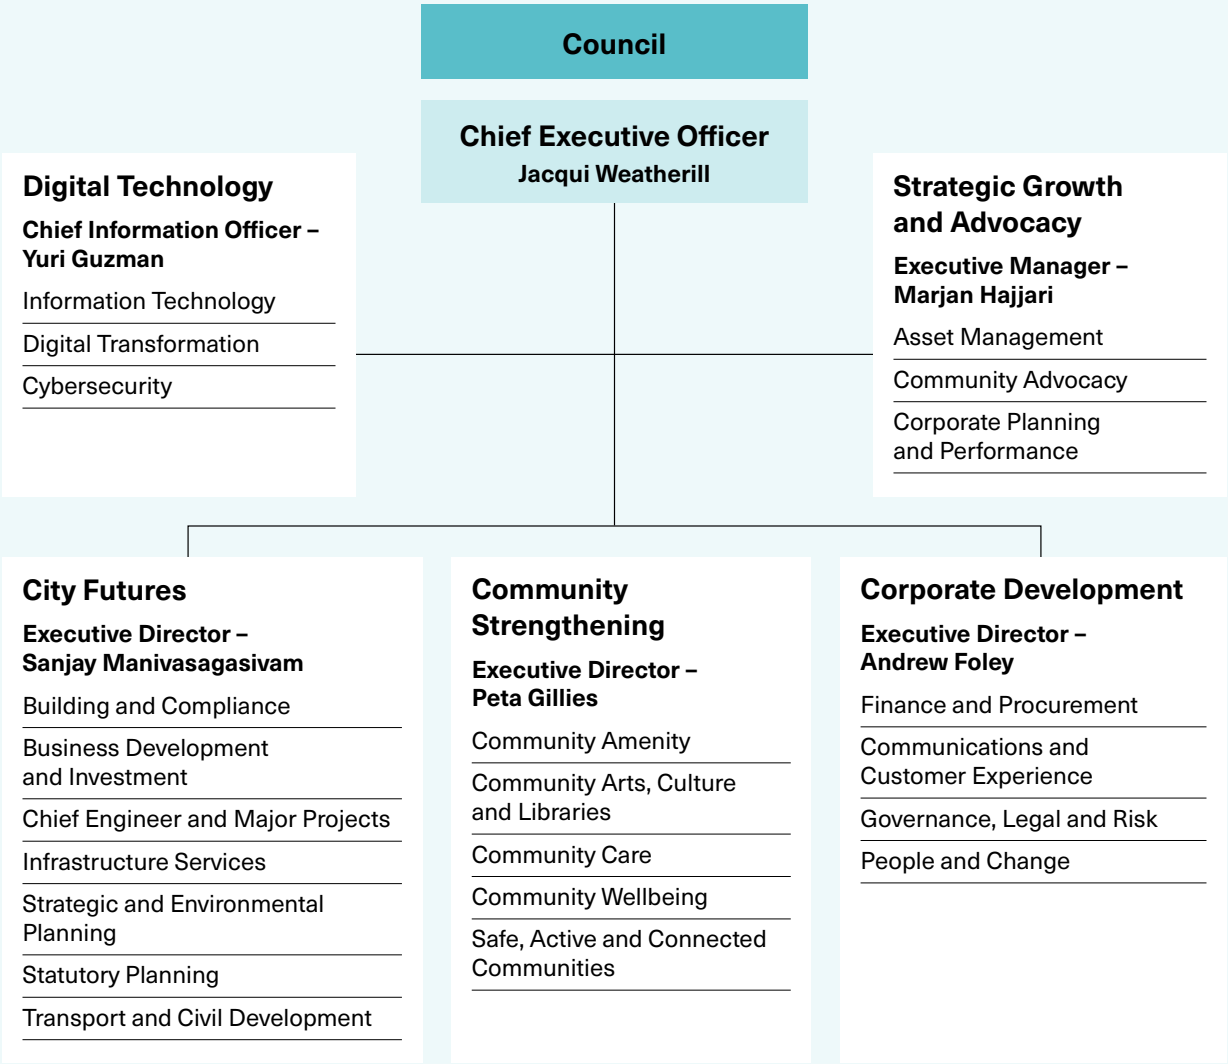 Council
Chief Executive Officer
Jacqui Weatherill
Digital Technology
Chief Information Officer –
Yuri Guzman
Information Technology
Digital Transformation
Cybersecurity
Strategic Growth
and Advocacy
Executive Manager –
Marjan Hajjari
Asset Management
Community Advocacy
Corporate Planning
and Performance
City Futures
Executive Director –
Sanjay Manivasagasivam
Building and Compliance
Business Development
and Investment
Chief Engineer and Major Projects
Infrastructure Services
Strategic and Environmental
Planning
Statutory Planning
Transport and Civil Development
Community
Strengthening
Executive Director –
Peta Gillies
Community Amenity
Community Arts, Culture
and Libraries
Community Care
Community Wellbeing
Safe, Active and Connected
Communities
Corporate Development
Executive Director –
Andrew Foley
Finance and Procurement
Communications and
Customer Experience
Governance, Legal and Risk
People and Change